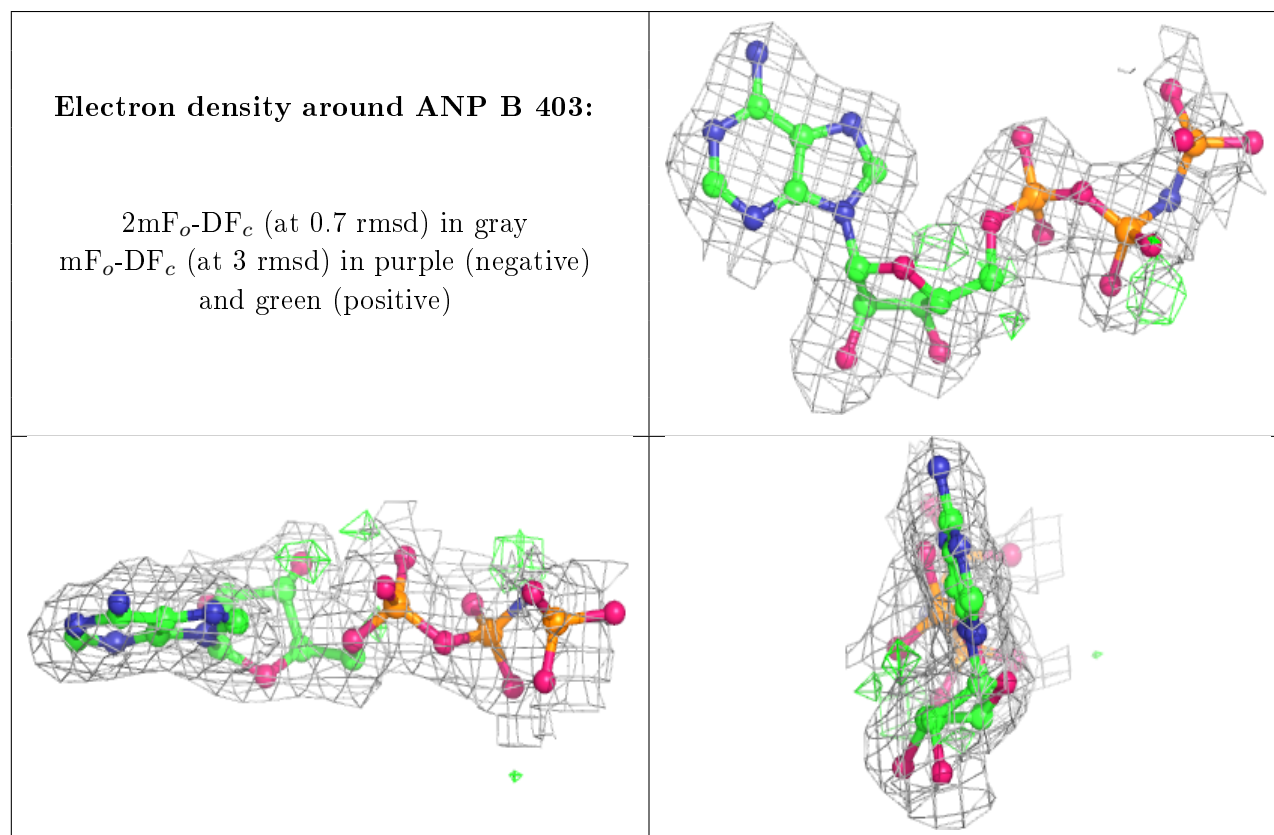 Electron density around ANP B 403:
2mFₒ-DF𝒸 (at 0.7 rmsd) in gray
mFₒ-DF𝒸 (at 3 rmsd) in purple (negative)
and green (positive)